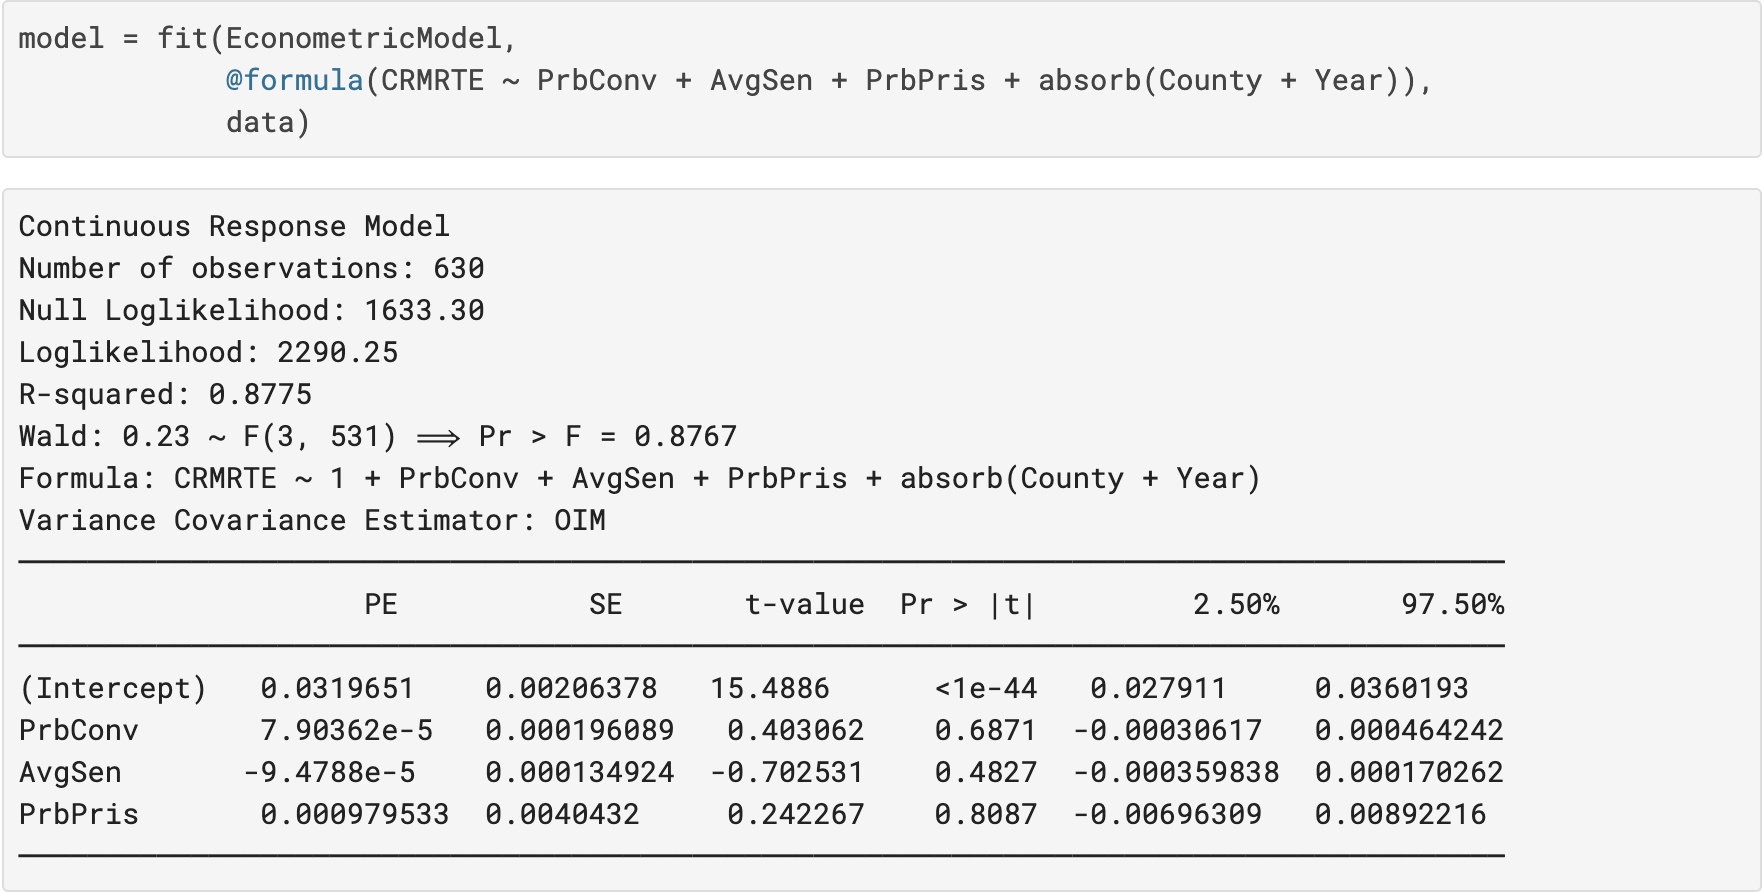 model = fit(EconometricModel,
            @formula(CRMRTE ~ PrbConv + AvgSen + PrbPris + absorb(County + Year)),
            data)
Continuous Response Model
Number of observations: 630
Null Loglikelihood: 1633.30
Loglikelihood: 2290.25
R-squared: 0.8775
Wald: 0.23 ~ F(3, 531) ⟹ Pr > F = 0.8767
Formula: CRMRTE ~ 1 + PrbConv + AvgSen + PrbPris + absorb(County + Year)
Variance Covariance Estimator: OIM
PE SE t-value Pr > |t| 2.50% 97.50%
(Intercept) 0.0319651 0.00206378 15.4886 <1e-44 0.027911 0.0360193
PrbConv 7.90362e-5 0.000196089 0.403062 0.6871 -0.00030617 0.000464242
AvgSen -9.4788e-5 0.000134924 -0.702531 0.4827 -0.000359838 0.000170262
PrbPris 0.000979533 0.0040432 0.242267 0.8087 -0.00696309 0.00892216